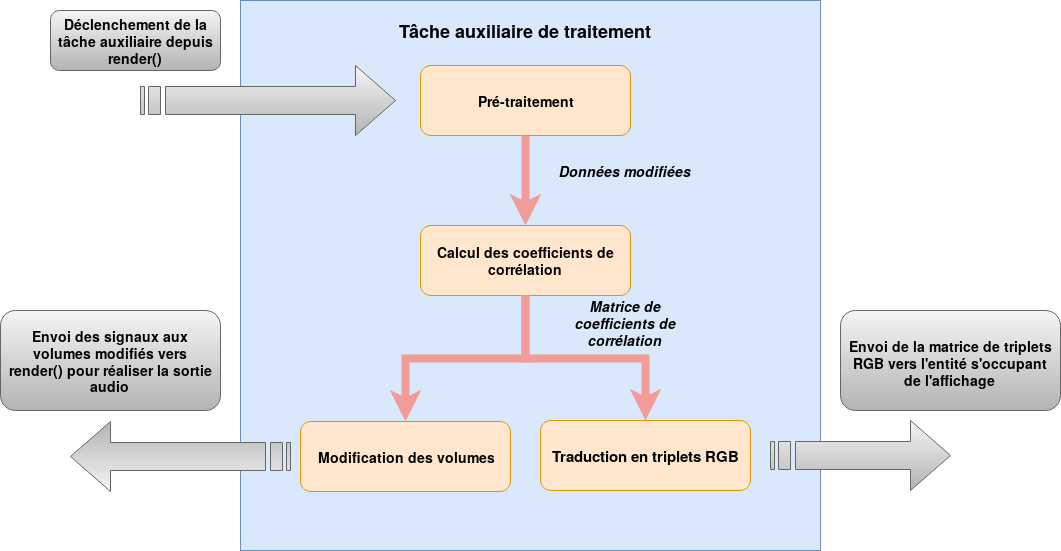 Déclenchement de la
tâche auxiliaire depuis
render()
Tâche auxiliaire de traitement
Pré-traitement
Données modifiées
Calcul des coefficients de
corrélation
Matrice de
coefficients de
corrélation
Envoi des signaux aux
volumes modifiés vers
render() pour réaliser la sortie
audio
Envoi de la matrice de triplets
RGB vers l'entité s'occupant
de l'affichage
Modification des volumes
Traduction en triplets RGB